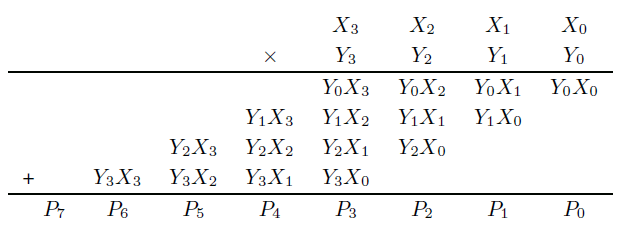 X₃ X₂ X₁ X₀
× Y₃ Y₂ Y₁ Y₀
Y₀X₃ Y₀X₂ Y₀X₁ Y₀X₀
Y₁X₃ Y₁X₂ Y₁X₁ Y₁X₀
Y₂X₃ Y₂X₂ Y₂X₁ Y₂X₀
+ Y₃X₃ Y₃X₂ Y₃X₁ Y₃X₀
P₇ P₆ P₅ P₄ P₃ P₂ P₁ P₀